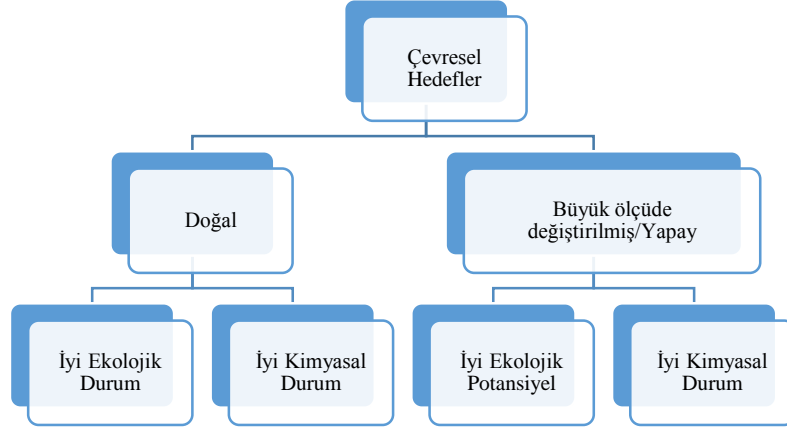 Çevresel
Hedefler
Doğal
Büyük ölçüde
değiştirilmiş/Yapay
İyi Ekolojik
Durum
İyi Kimyasal
Durum
İyi Ekolojik
Potansiyel
İyi Kimyasal
Durum